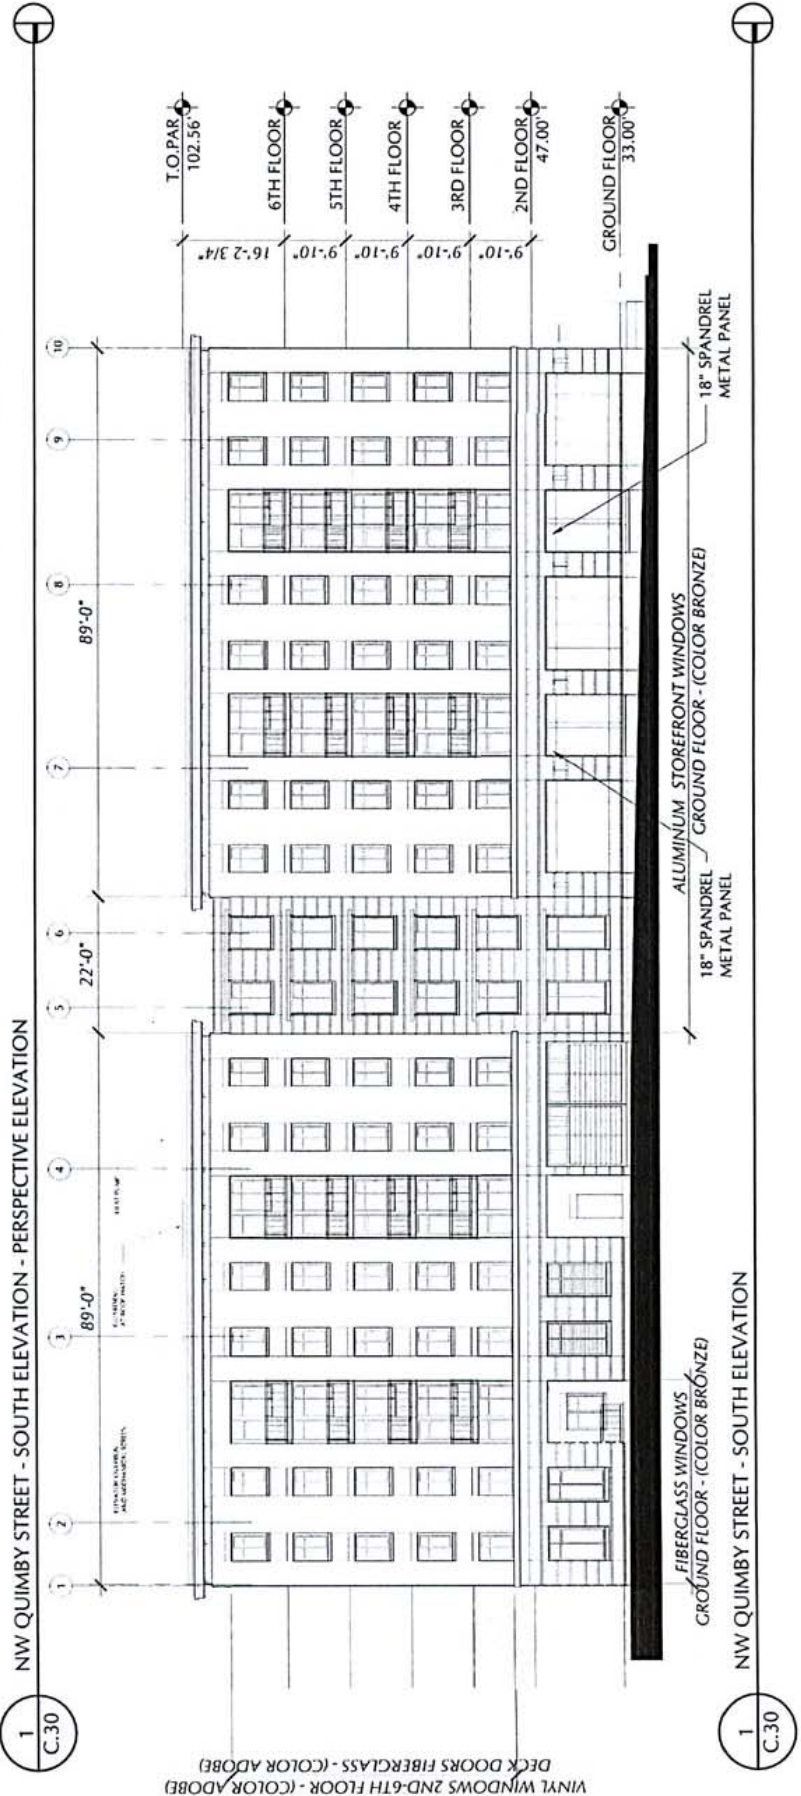 NW QUIMBY STREET - SOUTH ELEVATION - PERSPECTIVE ELEVATION
1
C.30
1
2
3
4
5
6
7
8
9
10
89'-0"
22'-0"
89'-0"
T.O.PAR
102.56'
6TH FLOOR
5TH FLOOR
4TH FLOOR
3RD FLOOR
2ND FLOOR
47.00'
GROUND FLOOR
33.00'
16'-2 3/4"
9'-10"
9'-10"
9'-10"
9'-10"
VINYL WINDOWS 2ND-6TH FLOOR - (COLOR ADOBE)
DECK DOORS FIBERGLASS - (COLOR ADOBE)
FIBERGLASS WINDOWS
GROUND FLOOR - (COLOR BRONZE)
ALUMINUM STOREFRONT WINDOWS
GROUND FLOOR - (COLOR BRONZE)
18" SPANDREL
METAL PANEL
18" SPANDREL
METAL PANEL
NW QUIMBY STREET - SOUTH ELEVATION
1
C.30